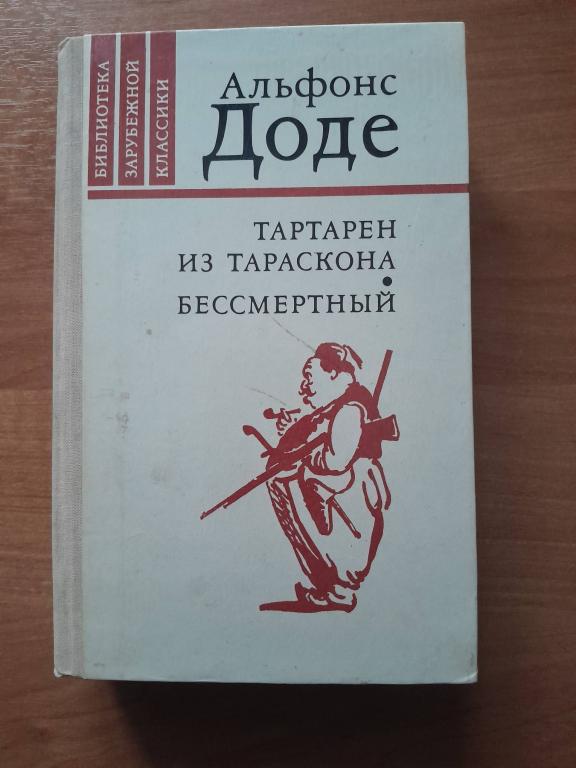 БИБЛИОТЕКА
ЗАРУБЕЖНОЙ
КЛАССИКИ
Альфонс
Доде
ТАРТАРЕН
ИЗ ТАРАСКОНА
•
БЕССМЕРТНЫЙ